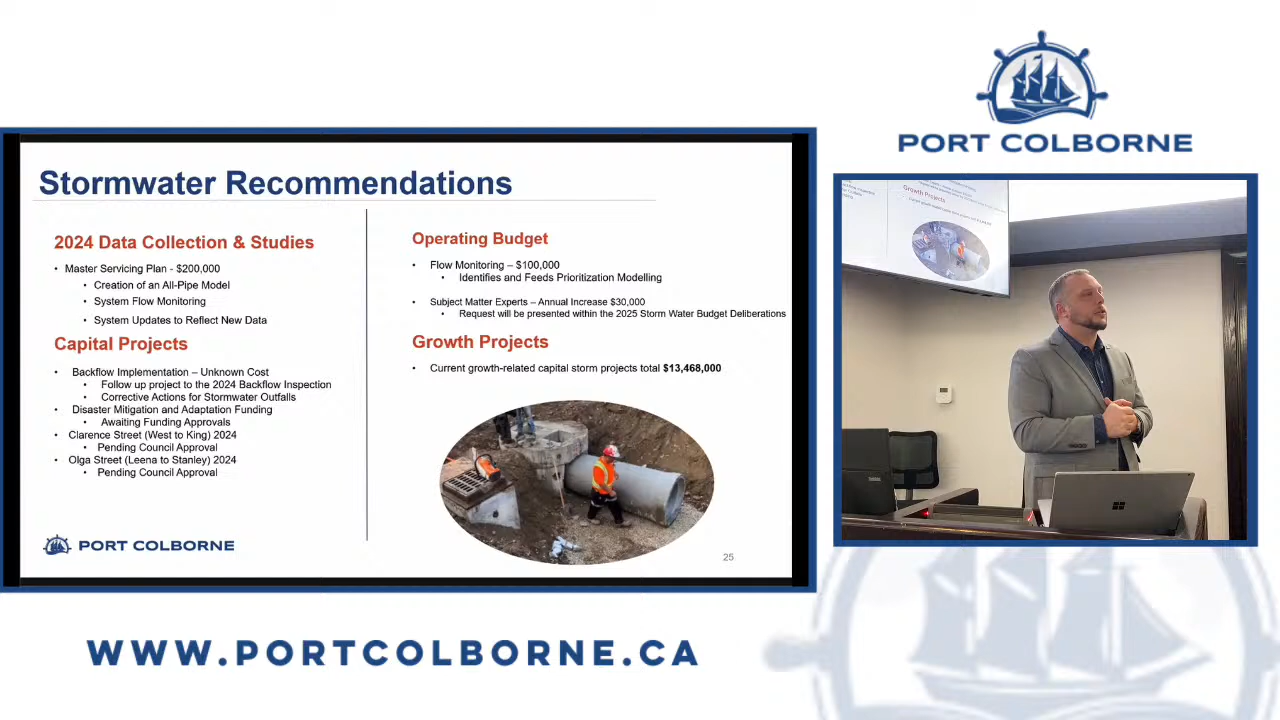 PORT COLBORNE
Stormwater Recommendations
2024 Data Collection & Studies
• Master Servicing Plan - $200,000
• Creation of an All-Pipe Model
• System Flow Monitoring
• System Updates to Reflect New Data
Capital Projects
• Backflow Implementation – Unknown Cost
• Follow up project to the 2024 Backflow Inspection
• Corrective Actions for Stormwater Outfalls
• Disaster Mitigation and Adaptation Funding
• Awaiting Funding Approvals
• Clarence Street (West to King) 2024
• Pending Council Approval
• Olga Street (Leena to Stanley) 2024
• Pending Council Approval
Operating Budget
• Flow Monitoring – $100,000
• Identifies and Feeds Prioritization Modelling
• Subject Matter Experts – Annual Increase $30,000
• Request will be presented within the 2025 Storm Water Budget Deliberations
Growth Projects
• Current growth-related capital storm projects total $13,468,000
PORT COLBORNE
25
Growth Projects
WWW.PORTCOLBORNE.CA